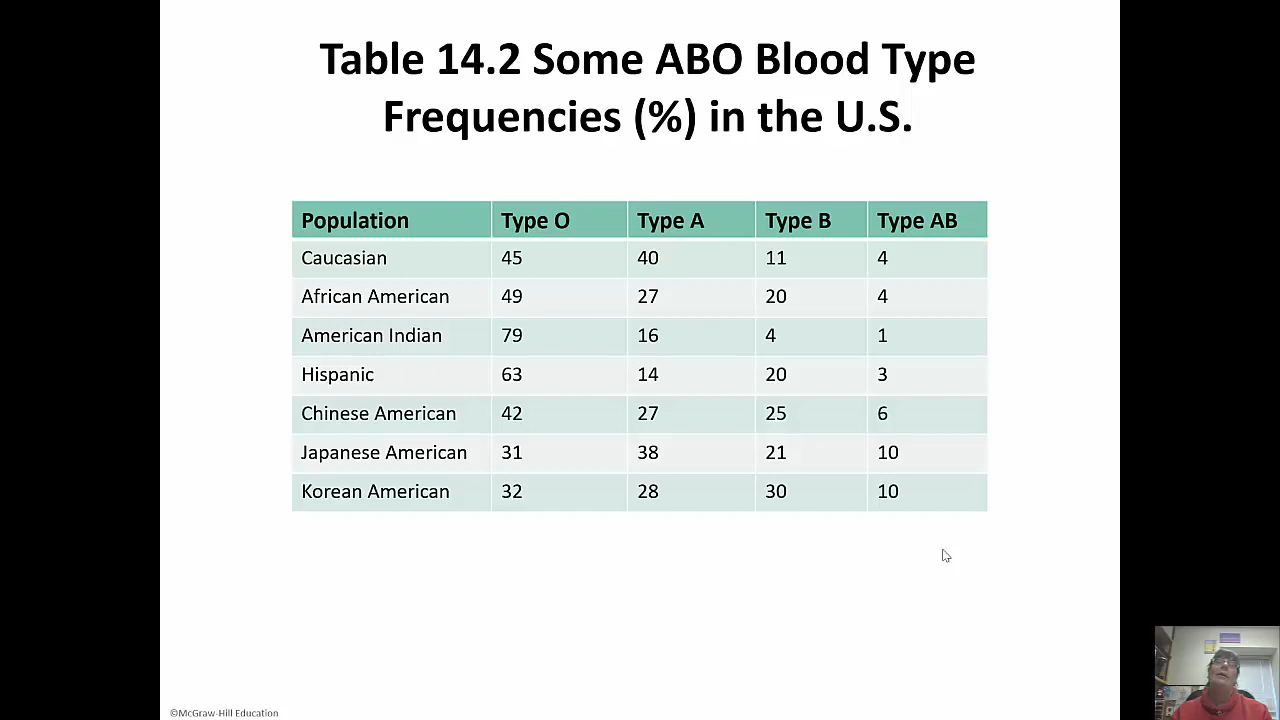 Table 14.2 Some ABO Blood Type
Frequencies (%) in the U.S.
Population Type O Type A Type B Type AB
Caucasian 45 40 11 4
African American 49 27 20 4
American Indian 79 16 4 1
Hispanic 63 14 20 3
Chinese American 42 27 25 6
Japanese American 31 38 21 10
Korean American 32 28 30 10
©McGraw-Hill Education